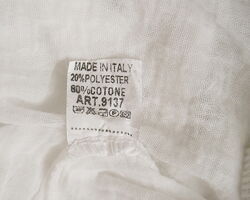 MADE IN ITALY
20%POLYESTER
80%COTONE
ART.9137